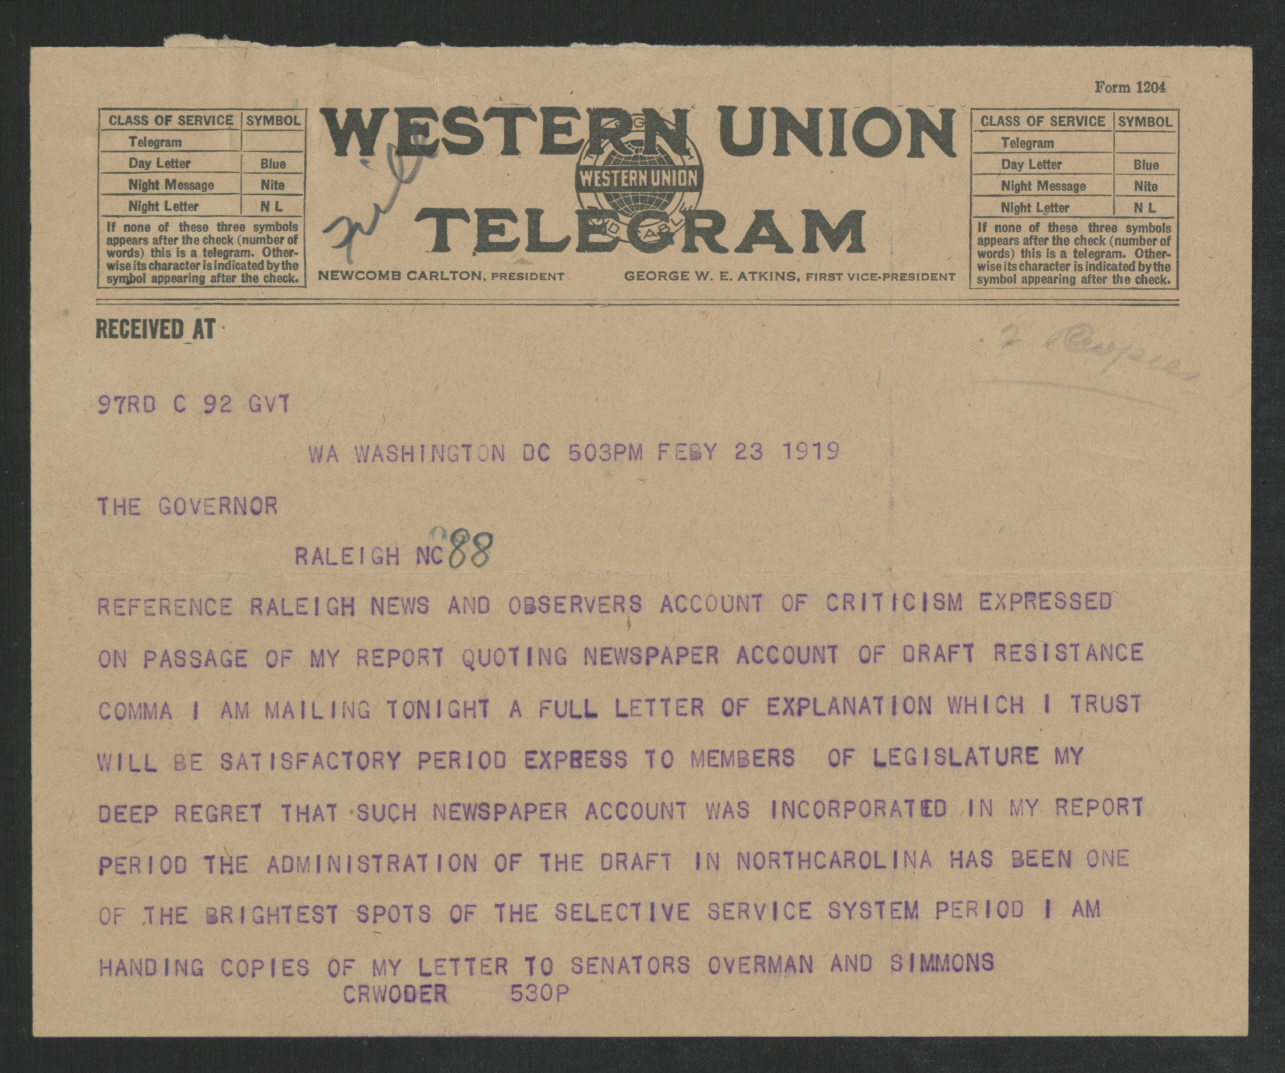 Form 1204
CLASS OF SERVICE SYMBOL
Telegram
Day Letter Blue
Night Message Nite
Night Letter N L
If none of these three symbols
appears after the check (number of
words) this is a telegram. Other-
wise its character is indicated by the
symbol appearing after the check.
WESTERN UNION
WESTERN UNION
TELEGRAM
NEWCOMB CARLTON, PRESIDENT
GEORGE W. E. ATKINS, FIRST VICE-PRESIDENT
CLASS OF SERVICE SYMBOL
Telegram
Day Letter Blue
Night Message Nite
Night Letter N L
If none of these three symbols
appears after the check (number of
words) this is a telegram. Other-
wise its character is indicated by the
symbol appearing after the check.
RECEIVED AT
2 Copies
97RD C 92 GVT
WA WASHINGTON DC 503PM FEBY 23 1919
THE GOVERNOR
RALEIGH NC 88
REFERENCE RALEIGH NEWS AND OBSERVERS ACCOUNT OF CRITICISM EXPRESSED
ON PASSAGE OF MY REPORT QUOTING NEWSPAPER ACCOUNT OF DRAFT RESISTANCE
COMMA I AM MAILING TONIGHT A FULL LETTER OF EXPLANATION WHICH I TRUST
WILL BE SATISFACTORY PERIOD EXPRESS TO MEMBERS OF LEGISLATURE MY
DEEP REGRET THAT SUCH NEWSPAPER ACCOUNT WAS INCORPORATED IN MY REPORT
PERIOD THE ADMINISTRATION OF THE DRAFT IN NORTHCAROLINA HAS BEEN ONE
OF THE BRIGHTEST SPOTS OF THE SELECTIVE SERVICE SYSTEM PERIOD I AM
HANDING COPIES OF MY LETTER TO SENATORS OVERMAN AND SIMMONS
CRWODER 530P